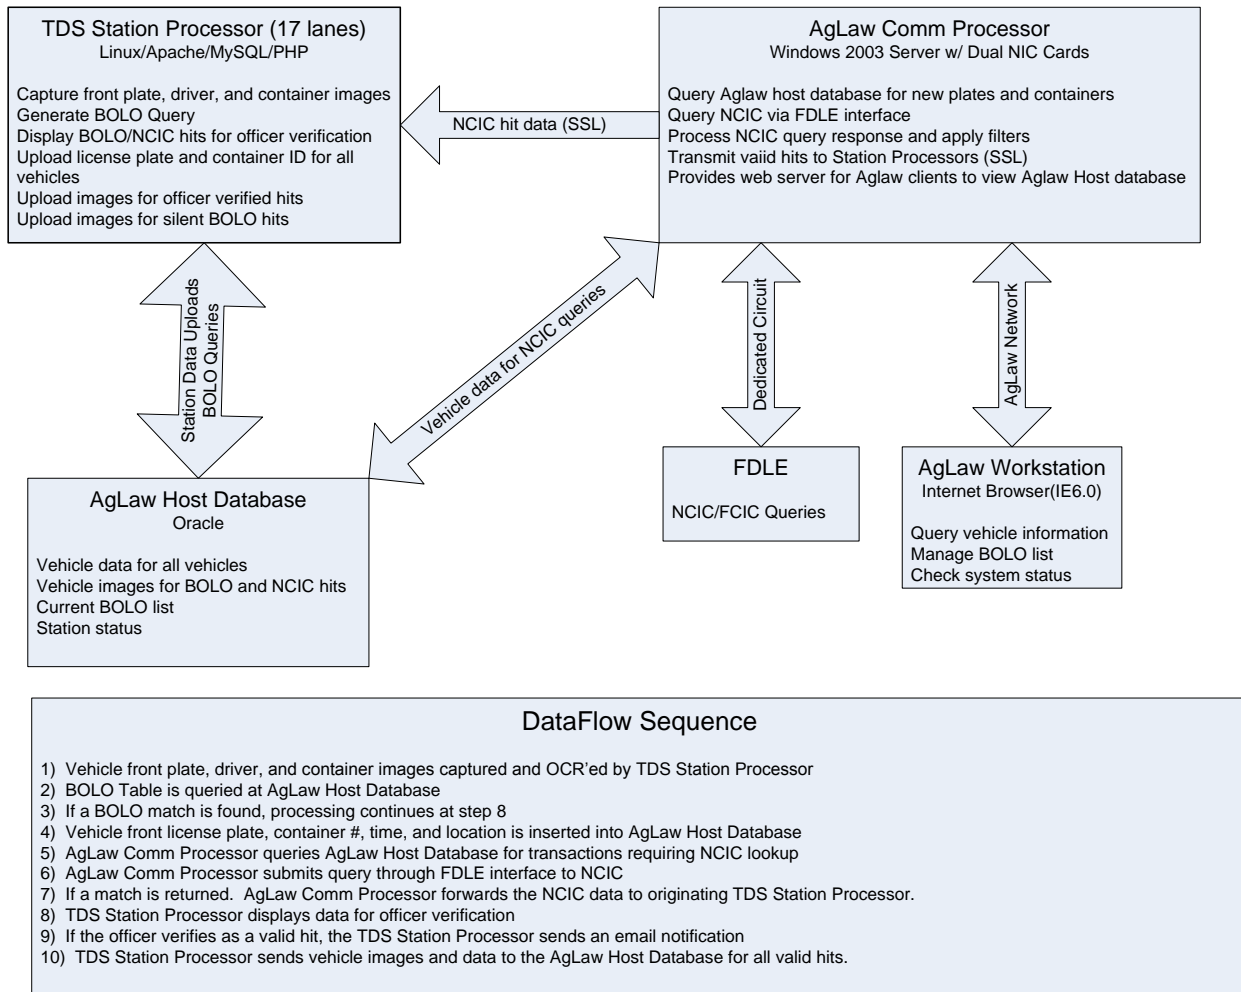 TDS Station Processor (17 lanes)
Linux/Apache/MySQL/PHP
Capture front plate, driver, and container images
Generate BOLO Query
Display BOLO/NCIC hits for officer verification
Upload license plate and container ID for all
vehicles
Upload images for officer verified hits
Upload images for silent BOLO hits
NCIC hit data (SSL)
AgLaw Comm Processor
Windows 2003 Server w/ Dual NIC Cards
Query Aglaw host database for new plates and containers
Query NCIC via FDLE interface
Process NCIC query response and apply filters
Transmit vaiid hits to Station Processors (SSL)
Provides web server for Aglaw clients to view Aglaw Host database
Station Data Uploads
BOLO Queries
Vehicle data for NCIC queries
Dedicated Circuit
AgLaw Network
AgLaw Host Database
Oracle
Vehicle data for all vehicles
Vehicle images for BOLO and NCIC hits
Current BOLO list
Station status
FDLE
NCIC/FCIC Queries
AgLaw Workstation
Internet Browser(IE6.0)
Query vehicle information
Manage BOLO list
Check system status
DataFlow Sequence
1) Vehicle front plate, driver, and container images captured and OCR'ed by TDS Station Processor
2) BOLO Table is queried at AgLaw Host Database
3) If a BOLO match is found, processing continues at step 8
4) Vehicle front license plate, container #, time, and location is inserted into AgLaw Host Database
5) AgLaw Comm Processor queries AgLaw Host Database for transactions requiring NCIC lookup
6) AgLaw Comm Processor submits query through FDLE interface to NCIC
7) If a match is returned. AgLaw Comm Processor forwards the NCIC data to originating TDS Station Processor.
8) TDS Station Processor displays data for officer verification
9) If the officer verifies as a valid hit, the TDS Station Processor sends an email notification
10) TDS Station Processor sends vehicle images and data to the AgLaw Host Database for all valid hits.